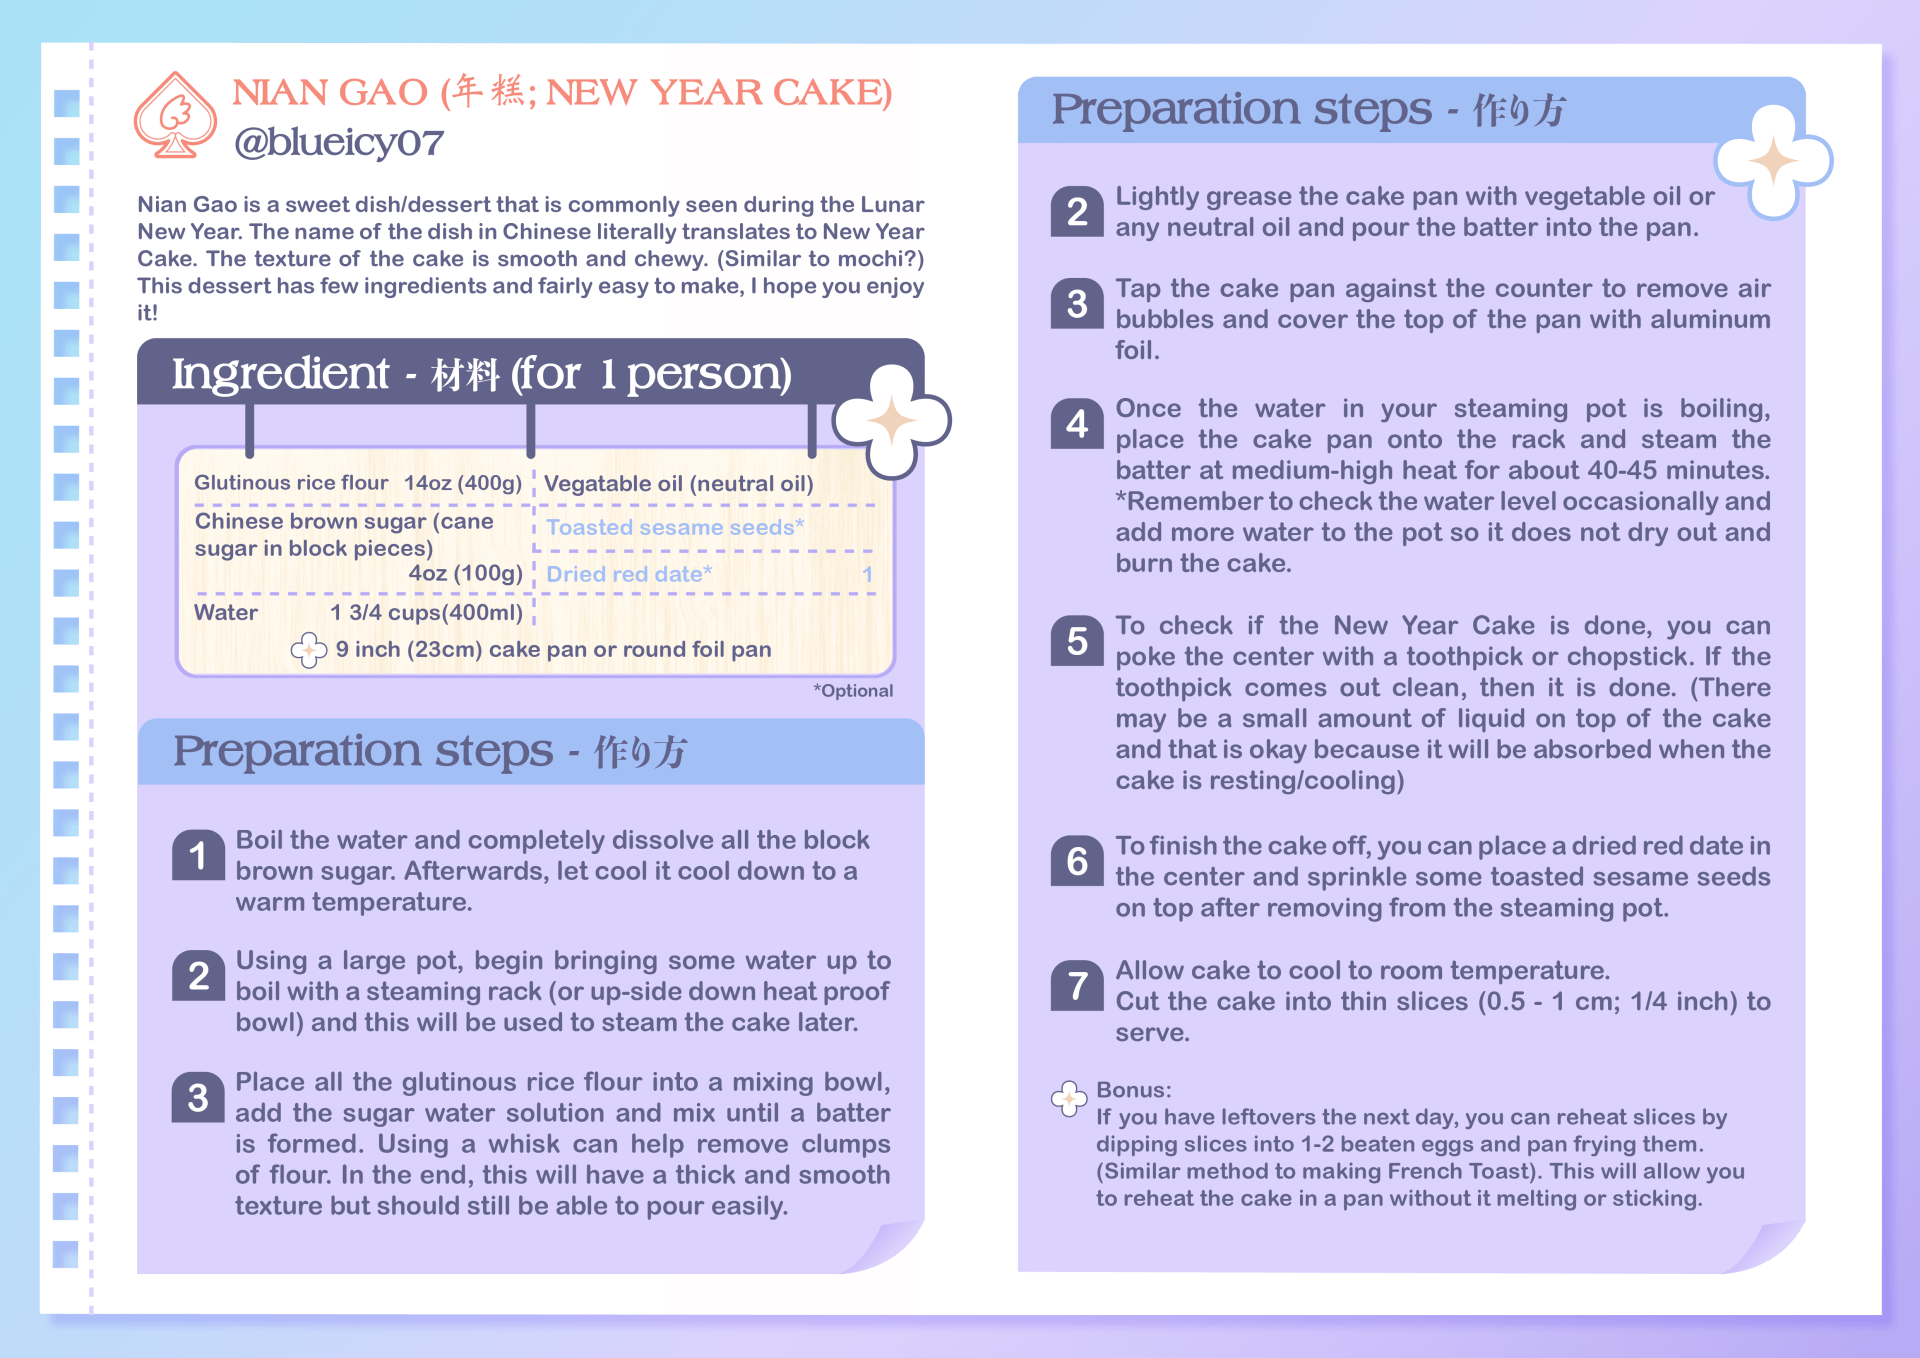 NIAN GAO (年糕; NEW YEAR CAKE)
@blueicy07
Nian Gao is a sweet dish/dessert that is commonly seen during the Lunar
New Year. The name of the dish in Chinese literally translates to New Year
Cake. The texture of the cake is smooth and chewy. (Similar to mochi?)
This dessert has few ingredients and fairly easy to make, I hope you enjoy
it!
Ingredient - 材料 (for 1 person)
Glutinous rice flour 14oz (400g)
Chinese brown sugar (cane
sugar in block pieces)
4oz (100g)
Water 1 3/4 cups(400ml)
Vegatable oil (neutral oil)
Toasted sesame seeds*
Dried red date* 1
9 inch (23cm) cake pan or round foil pan
*Optional
Preparation steps - 作り方
1 Boil the water and completely dissolve all the block
brown sugar. Afterwards, let cool it cool down to a
warm temperature.
2 Using a large pot, begin bringing some water up to
boil with a steaming rack (or up-side down heat proof
bowl) and this will be used to steam the cake later.
3 Place all the glutinous rice flour into a mixing bowl,
add the sugar water solution and mix until a batter
is formed. Using a whisk can help remove clumps
of flour. In the end, this will have a thick and smooth
texture but should still be able to pour easily.
Preparation steps - 作り方
2 Lightly grease the cake pan with vegetable oil or
any neutral oil and pour the batter into the pan.
3 Tap the cake pan against the counter to remove air
bubbles and cover the top of the pan with aluminum
foil.
4 Once the water in your steaming pot is boiling,
place the cake pan onto the rack and steam the
batter at medium-high heat for about 40-45 minutes.
*Remember to check the water level occasionally and
add more water to the pot so it does not dry out and
burn the cake.
5 To check if the New Year Cake is done, you can
poke the center with a toothpick or chopstick. If the
toothpick comes out clean, then it is done. (There
may be a small amount of liquid on top of the cake
and that is okay because it will be absorbed when the
cake is resting/cooling)
6 To finish the cake off, you can place a dried red date in
the center and sprinkle some toasted sesame seeds
on top after removing from the steaming pot.
7 Allow cake to cool to room temperature.
Cut the cake into thin slices (0.5 - 1 cm; 1/4 inch) to
serve.
Bonus:
If you have leftovers the next day, you can reheat slices by
dipping slices into 1-2 beaten eggs and pan frying them.
(Similar method to making French Toast). This will allow you
to reheat the cake in a pan without it melting or sticking.